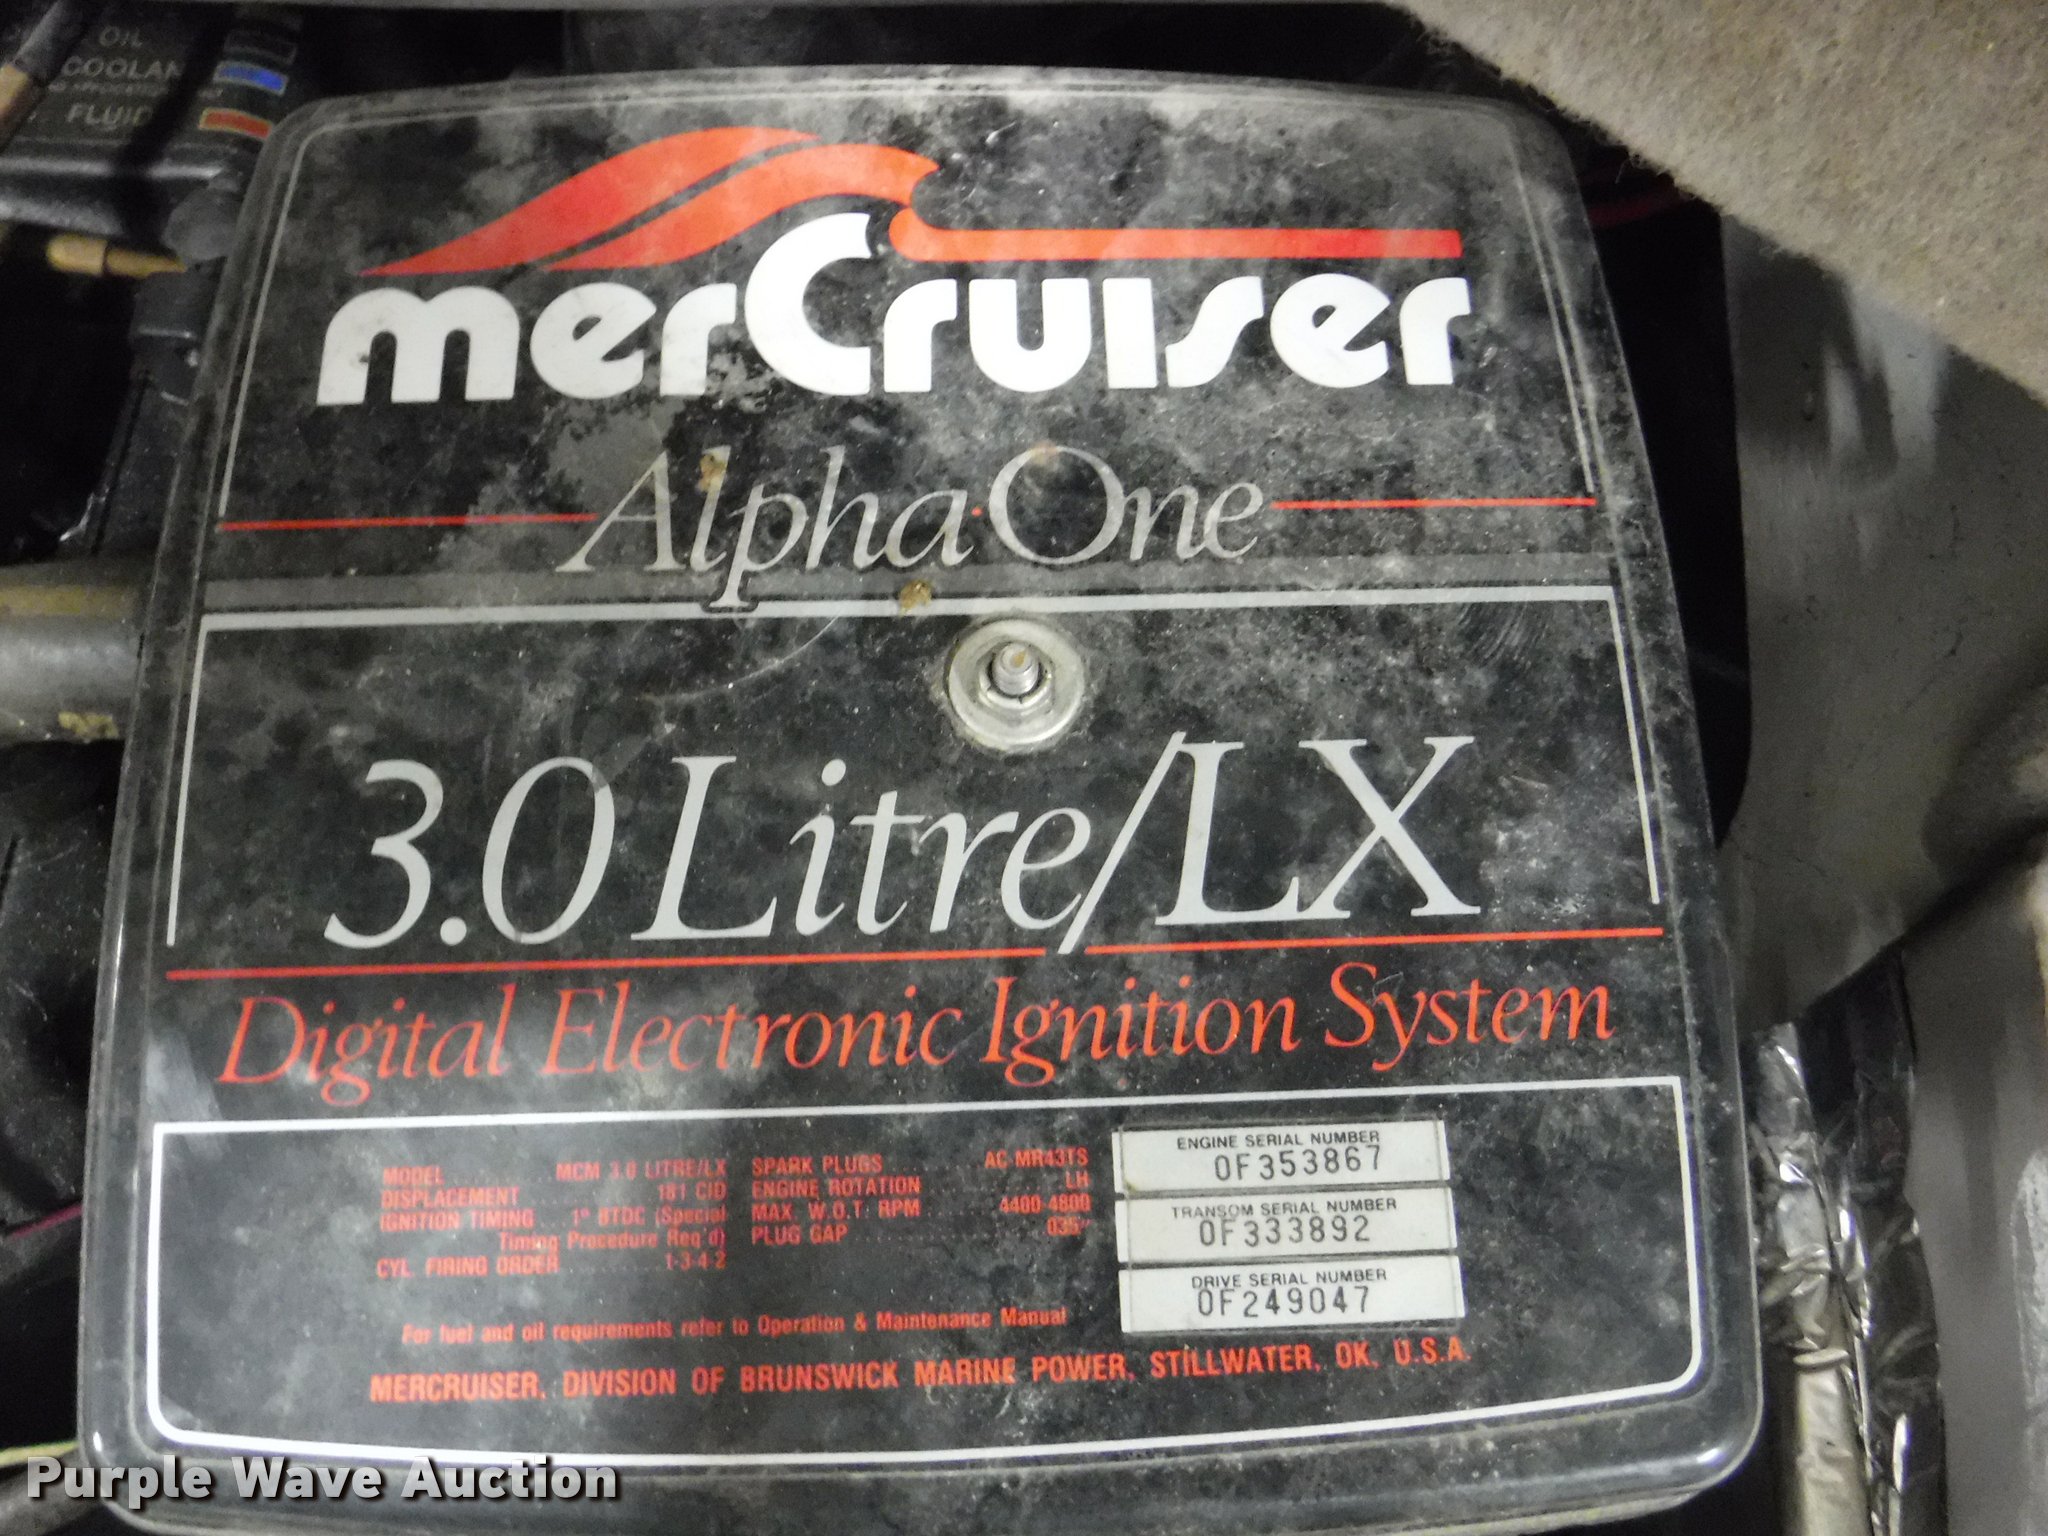 OIL
COOLAN
FLUID
merCruiser
Alpha·One
3.0 Litre/LX
Digital Electronic Ignition System
MODEL ........ MCM 3.0 LITRE/LX
DISPLACEMENT ........ 181 CID
IGNITION TIMING ... 1° BTDC (Special
Timing Procedure Req'd)
CYL. FIRING ORDER ........ 1-3-4-2
SPARK PLUGS ........ AC-MR43TS
ENGINE ROTATION ........ LH
MAX. W.O.T. RPM ..... 4400-4800
PLUG GAP ........ .035"
For fuel and oil requirements refer to Operation & Maintenance Manual
MERCRUISER, DIVISION OF BRUNSWICK MARINE POWER, STILLWATER, OK. U.S.A.
ENGINE SERIAL NUMBER
0F353867
TRANSOM SERIAL NUMBER
0F333892
DRIVE SERIAL NUMBER
0F249047
Purple Wave Auction